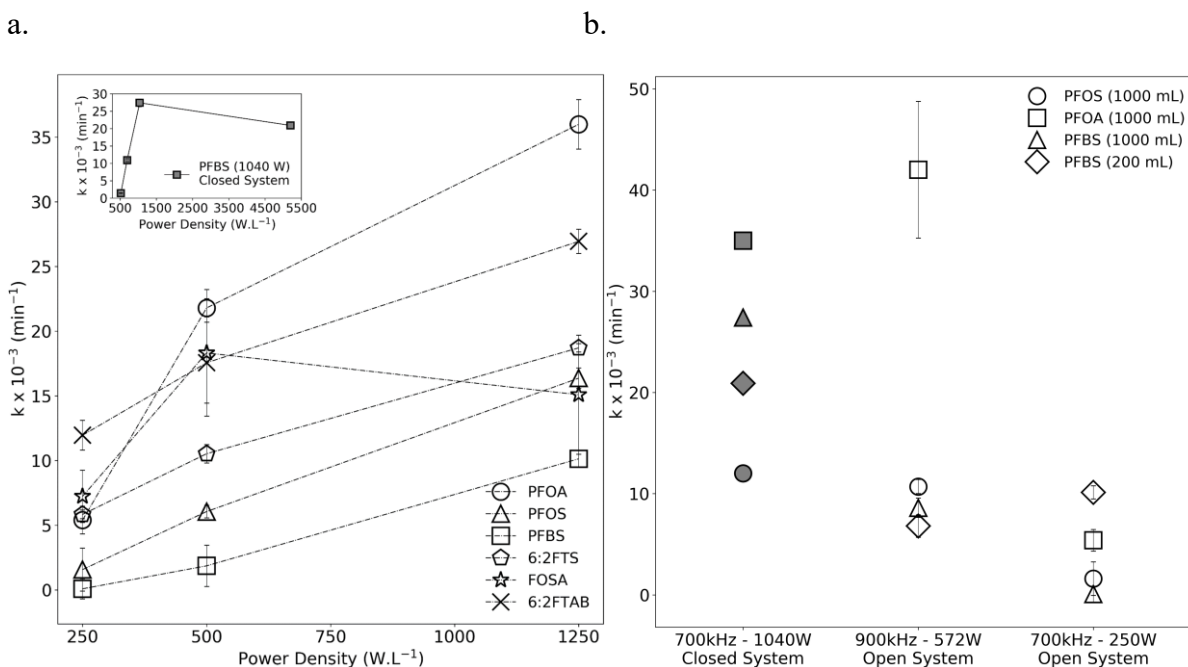 a.
b.
30
25
20
15
10
5
0
k x 10⁻³ (min⁻¹)
PFBS (1040 W)
Closed System
5500 1500 2500 3500 4500 5500
Power Density (W.L⁻¹)
35
30
25
20
15
10
5
0
k x 10⁻³ (min⁻¹)
PFOA
PFOS
PFBS
6:2FTS
FOSA
6:2FTAB
250 500 750 1000 1250
Power Density (W.L⁻¹)
50
40
30
20
10
0
k x 10⁻³ (min⁻¹)
PFOS (1000 mL)
PFOA (1000 mL)
PFBS (1000 mL)
PFBS (200 mL)
700kHz - 1040W 900kHz - 572W 700kHz - 250W
Closed System Open System Open System